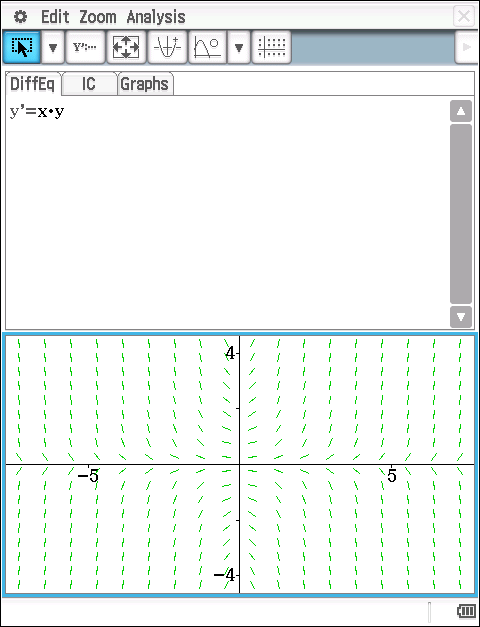 Edit Zoom Analysis
Y':…
DiffEq IC Graphs
y'=x·y
4
-5 5
-4